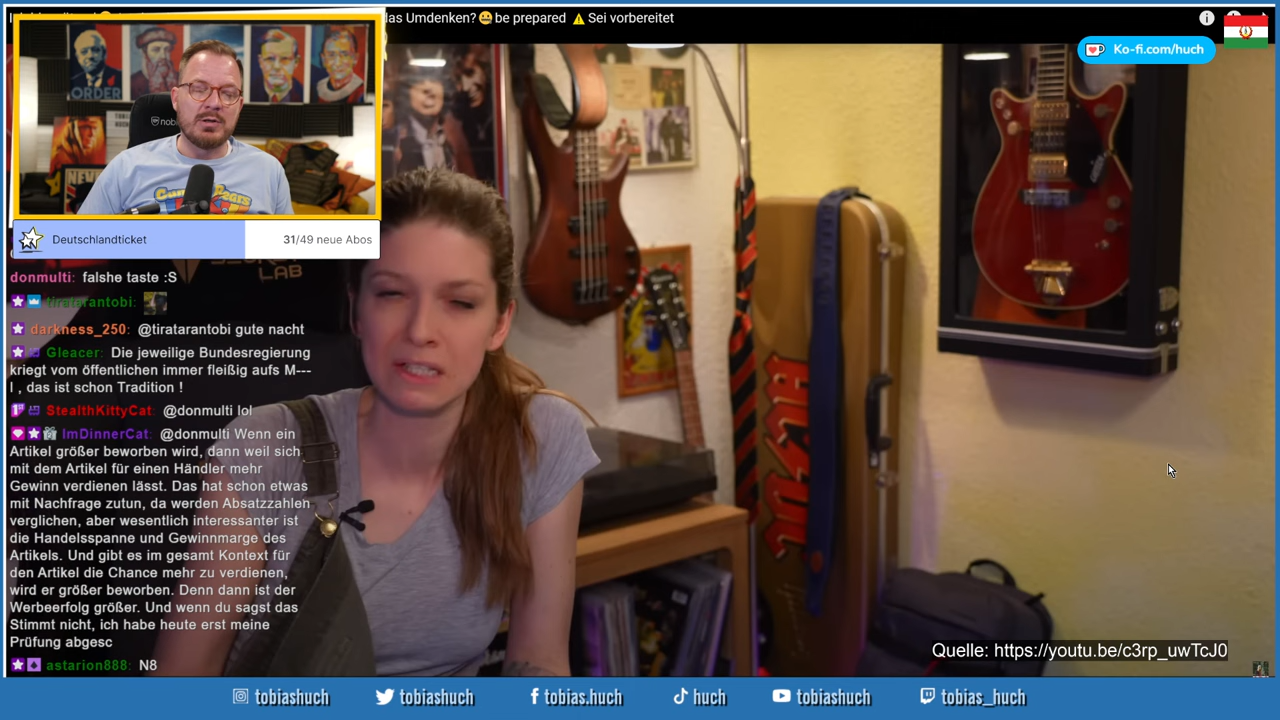 das Umdenken? 😀 be prepared ⚠ Sei vorbereitet
Ko-fi.com/huch
ORDER
NEVER
Deutschlandticket 31/49 neue Abos
LAB
donmulti: falshe taste :S
tiratarantobi:
darkness_250: @tiratarantobi gute nacht
Gleacer: Die jeweilige Bundesregierung
kriegt vom öffentlichen immer fleißig aufs M---
l , das ist schon Tradition !
StealthKittyCat: @donmulti lol
ImDinnerCat: @donmulti Wenn ein
Artikel größer beworben wird, dann weil sich
mit dem Artikel für einen Händler mehr
Gewinn verdienen lässt. Das hat schon etwas
mit Nachfrage zutun, da werden Absatzzahlen
verglichen, aber wesentlich interessanter ist
die Handelsspanne und Gewinnmarge des
Artikels. Und gibt es im gesamt Kontext für
den Artikel die Chance mehr zu verdienen,
wird er größer beworben. Denn dann ist der
Werbeerfolg größer. Und wenn du sagst das
Stimmt nicht, ich habe heute erst meine
Prüfung abgesc
astarion888: N8
Quelle: https://youtu.be/c3rp_uwTcJ0
tobiashuch tobiashuch tobias.huch huch tobiashuch tobias_huch